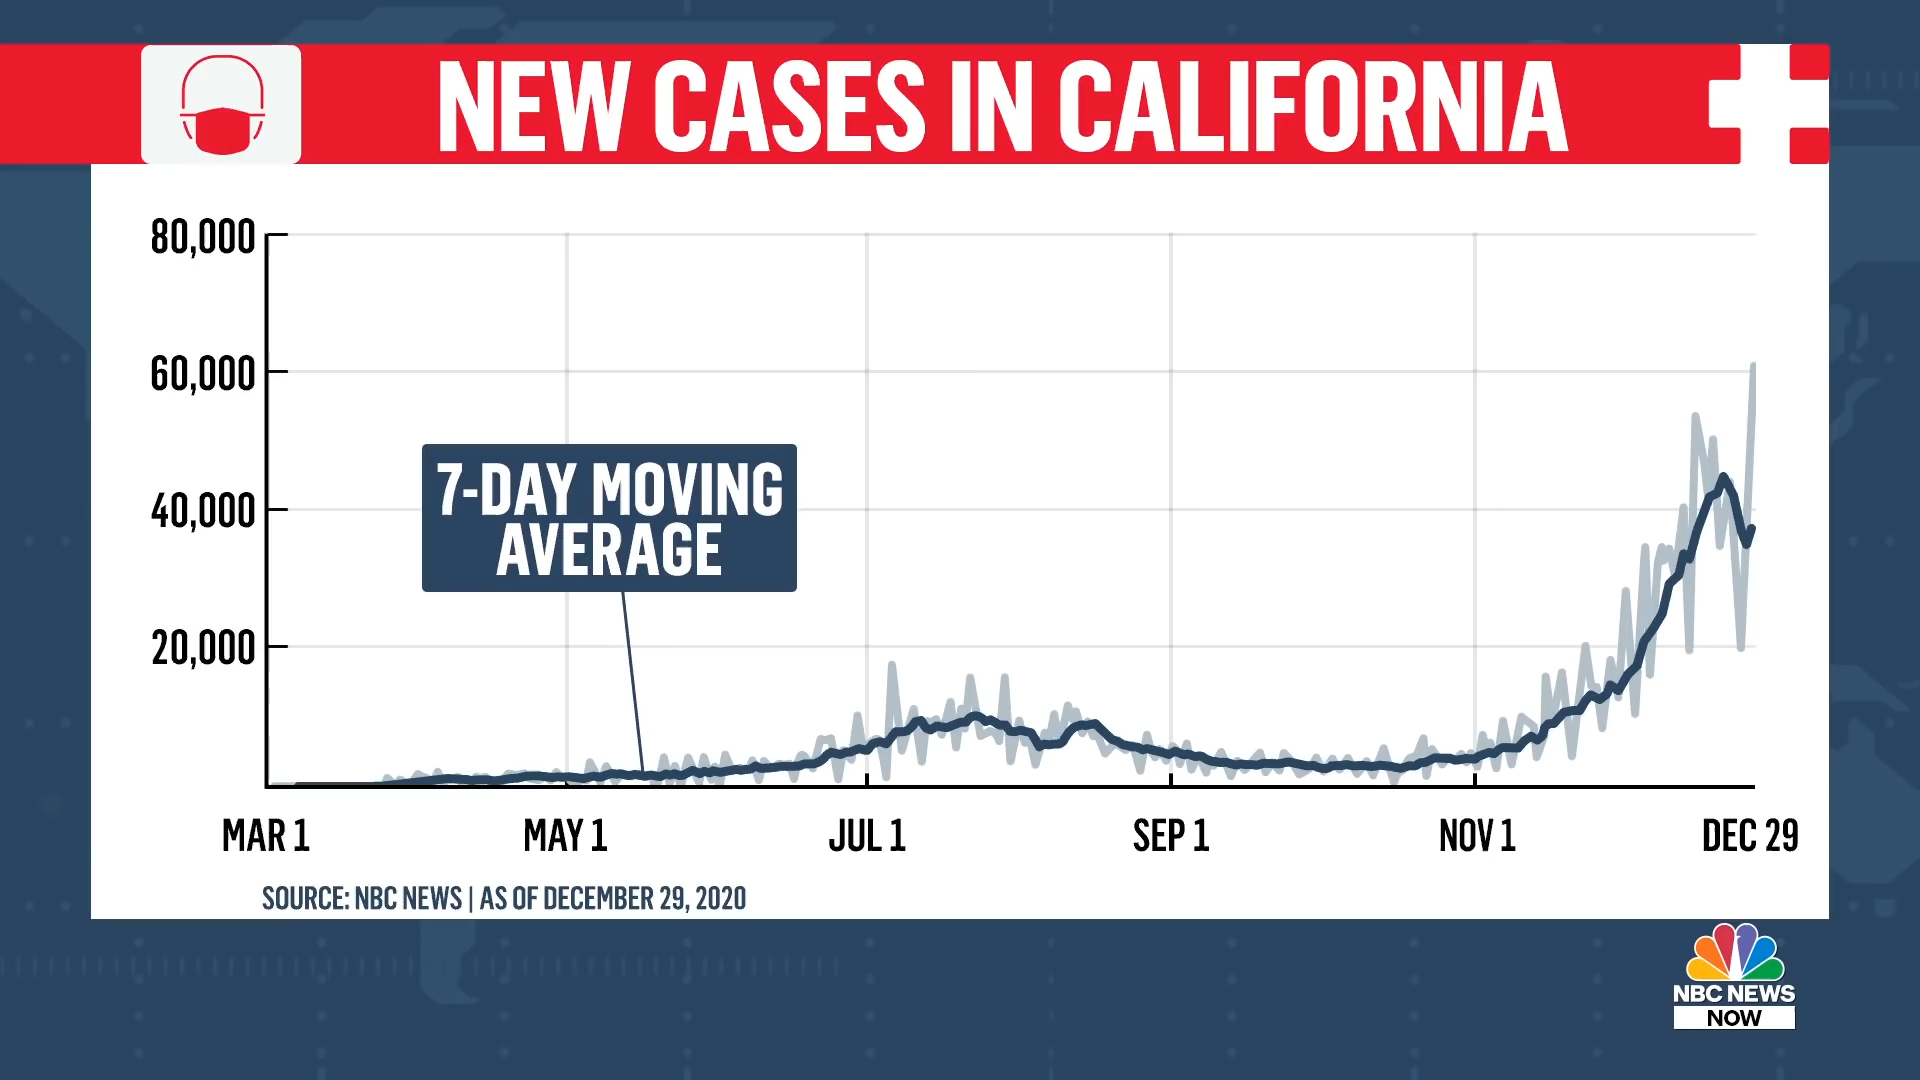 NEW CASES IN CALIFORNIA
80,000
60,000
40,000
20,000
7-DAY MOVING
AVERAGE
MAR 1
MAY 1
JUL 1
SEP 1
NOV 1
DEC 29
SOURCE: NBC NEWS | AS OF DECEMBER 29, 2020
NBC NEWS
NOW